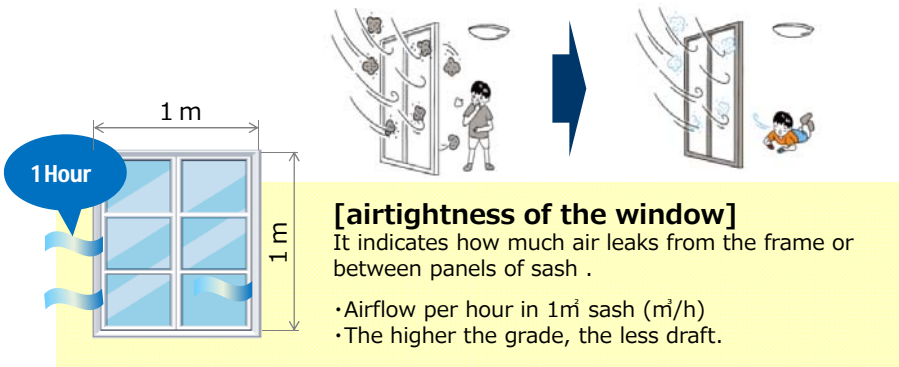 1 m
1 Hour
1 m
[airtightness of the window]
It indicates how much air leaks from the frame or
between panels of sash .
・Airflow per hour in 1㎡ sash (㎥/h)
・The higher the grade, the less draft.